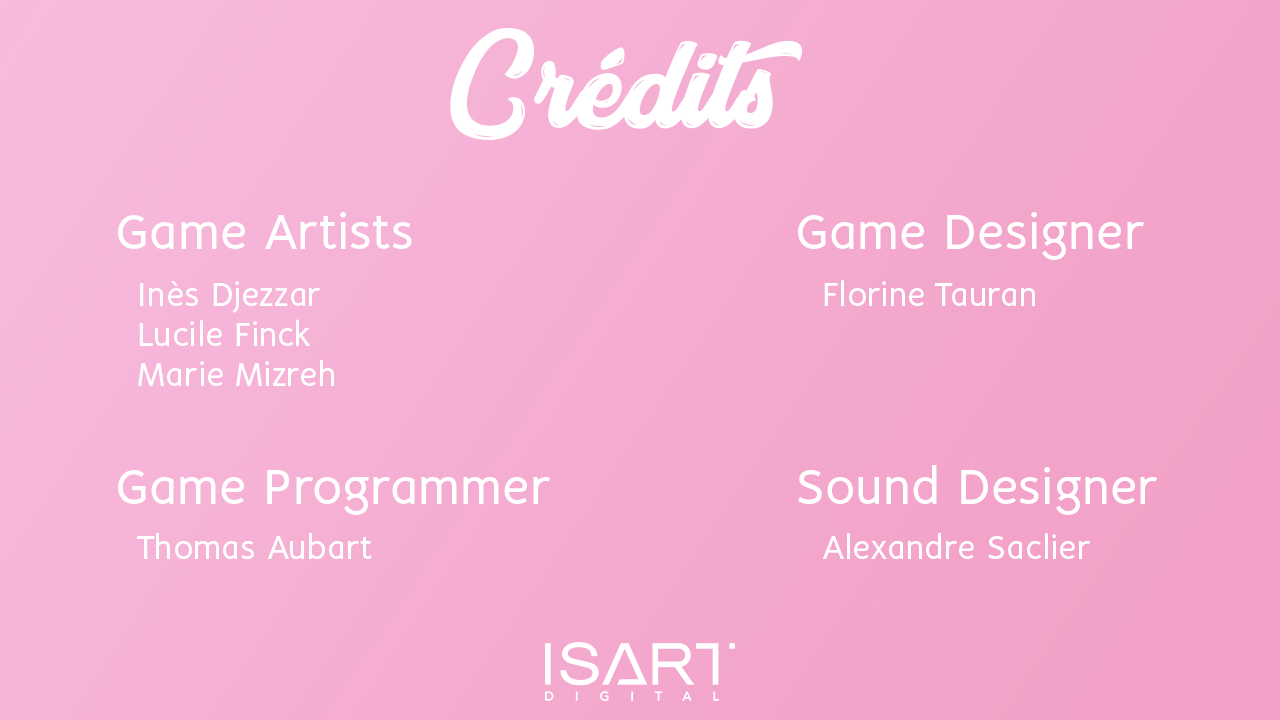 Crédits
Game Artists
Inès Djezzar
Lucile Finck
Marie Mizreh
Game Designer
Florine Tauran
Game Programmer
Thomas Aubart
Sound Designer
Alexandre Saclier
ISART
DIGITAL